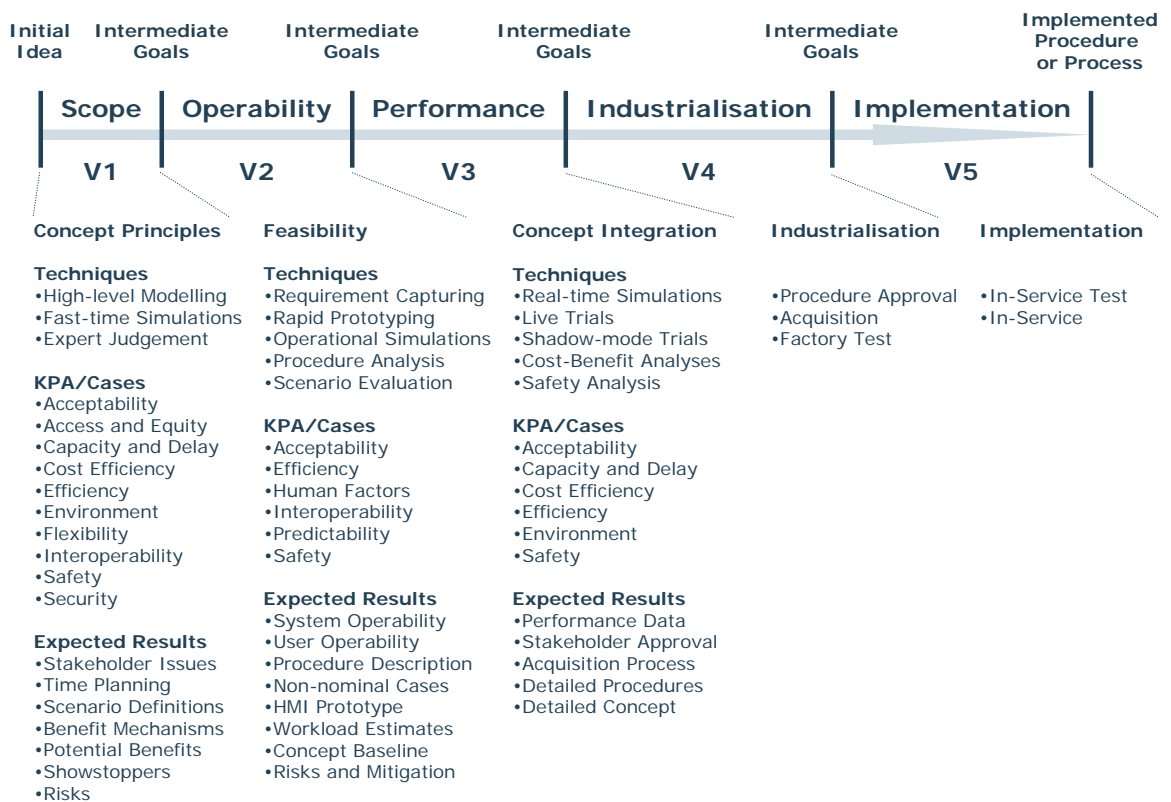 Initial
Idea
Intermediate
Goals
Intermediate
Goals
Intermediate
Goals
Intermediate
Goals
Implemented
Procedure
or Process
Scope
Operability
Performance
Industrialisation
Implementation
V1
V2
V3
V4
V5
Concept Principles
Techniques
•High-level Modelling
•Fast-time Simulations
•Expert Judgement
KPA/Cases
•Acceptability
•Access and Equity
•Capacity and Delay
•Cost Efficiency
•Efficiency
•Environment
•Flexibility
•Interoperability
•Safety
•Security
Expected Results
•Stakeholder Issues
•Time Planning
•Scenario Definitions
•Benefit Mechanisms
•Potential Benefits
•Showstoppers
•Risks
Feasibility
Techniques
•Requirement Capturing
•Rapid Prototyping
•Operational Simulations
•Procedure Analysis
•Scenario Evaluation
KPA/Cases
•Acceptability
•Efficiency
•Human Factors
•Interoperability
•Predictability
•Safety
Expected Results
•System Operability
•User Operability
•Procedure Description
•Non-nominal Cases
•HMI Prototype
•Workload Estimates
•Concept Baseline
•Risks and Mitigation
Concept Integration
Techniques
•Real-time Simulations
•Live Trials
•Shadow-mode Trials
•Cost-Benefit Analyses
•Safety Analysis
KPA/Cases
•Acceptability
•Capacity and Delay
•Cost Efficiency
•Efficiency
•Environment
•Safety
Expected Results
•Performance Data
•Stakeholder Approval
•Acquisition Process
•Detailed Procedures
•Detailed Concept
Industrialisation
•Procedure Approval
•Acquisition
•Factory Test
Implementation
•In-Service Test
•In-Service